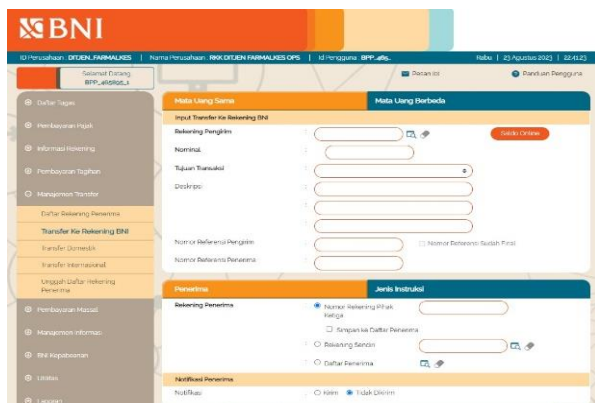 BNI
ID Perusahaan : DITJEN_FARMALKES | Nama Perusahaan : RKK DITJEN FARMALKES OPS | Id Pengguna : BPP_465.. Rabu | 23 Agustus 2023 | 22:41:23
Selamat Datang, Pesan (0) Panduan Pengguna
Daftar Tugas
Pembayaran Pajak
Informasi Rekening
Pembayaran Tagihan
Manajemen Transfer
Daftar Rekening Penerima
Transfer Ke Rekening BNI
Transfer Domestik
Transfer Internasional
Unggah Daftar Rekening
Penerima
Pembayaran Massal
Manajemen Informasi
BNI Kepabeanan
Utilitas
Laporan
Mata Uang Sama Mata Uang Berbeda
Input Transfer Ke Rekening BNI
Rekening Pengirim : Saldo Online
Nominal :
Tujuan Transaksi :
Deskripsi :
:
:
Nomor Referensi Pengirim : Nomor Referensi Sudah Final
Nomor Referensi Penerima :
Penerima Jenis Instruksi
Rekening Penerima : Nomor Rekening Pihak
Ketiga
Simpan ke Daftar Penerima
: Rekening Sendiri
: Daftar Penerima
Notifikasi Penerima
Notifikasi : Kirim Tidak Dikirim